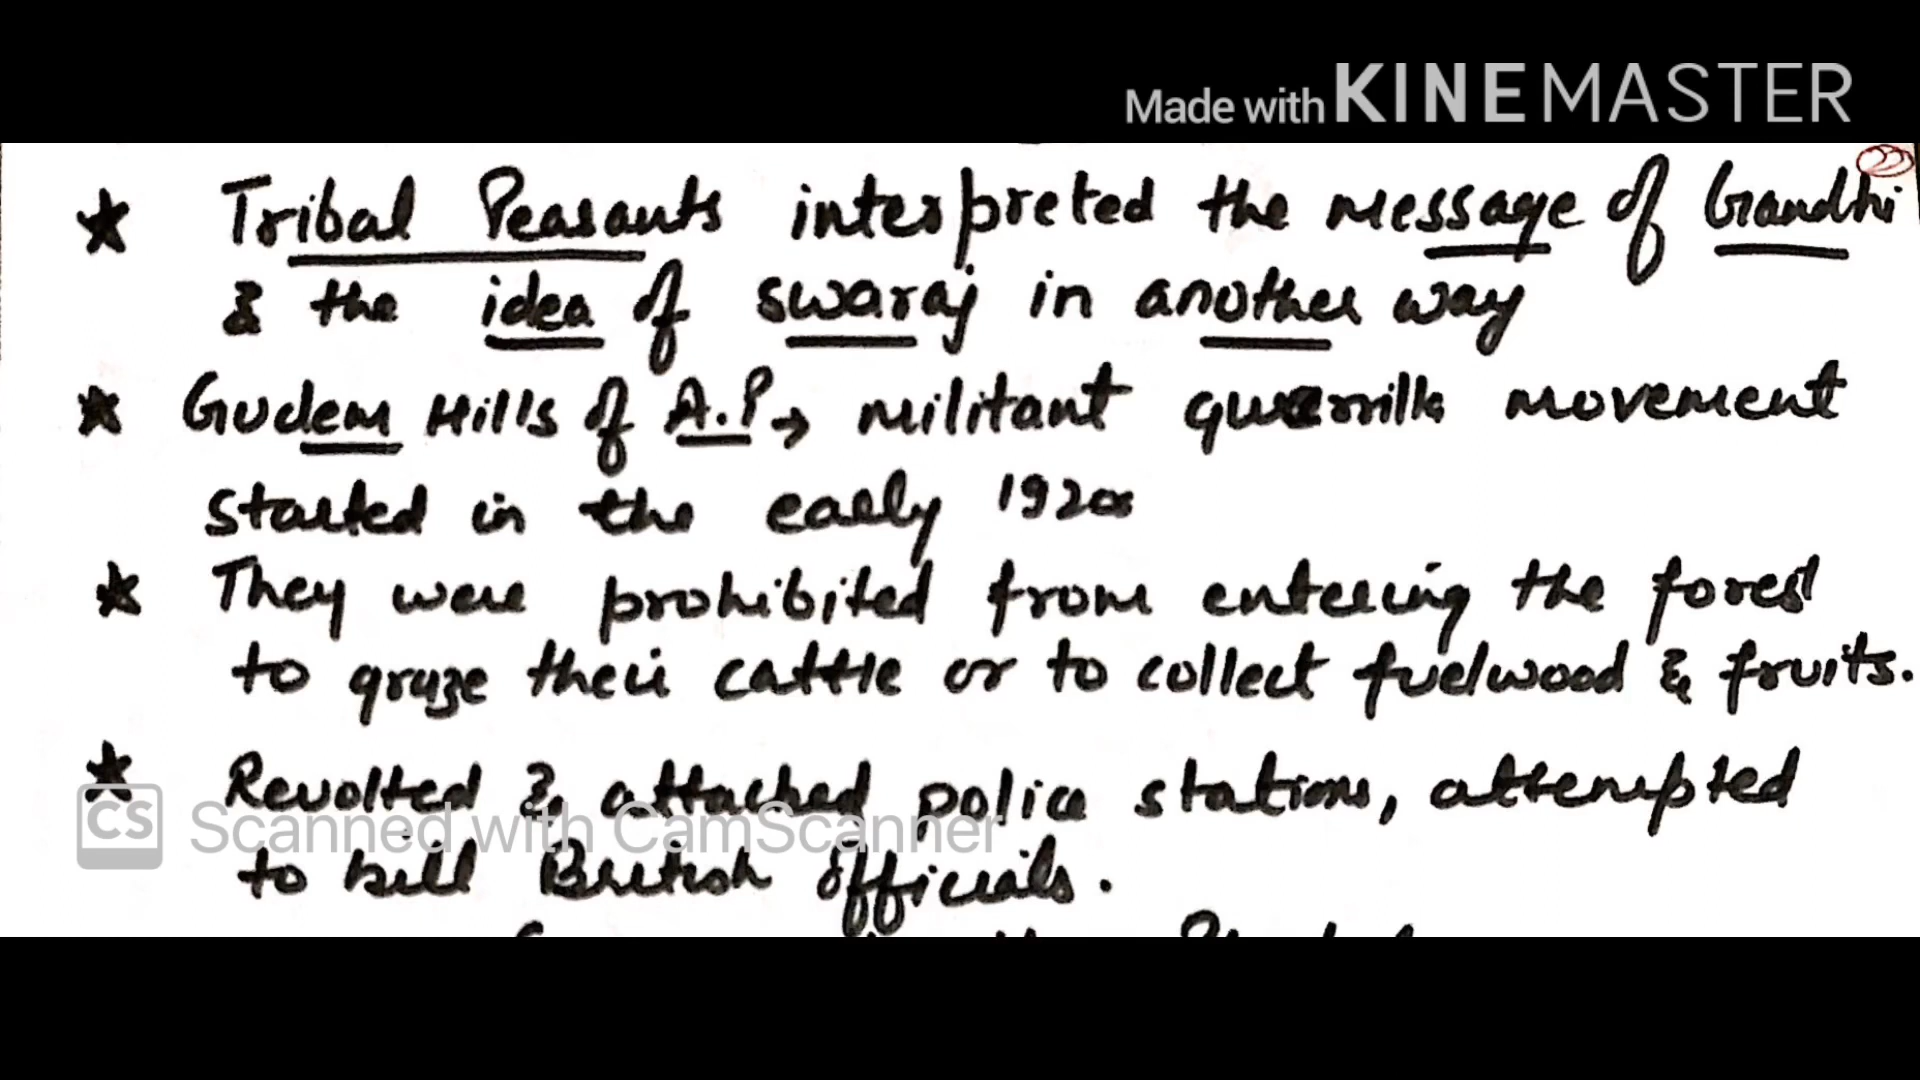 Made with KINEMASTER
★ Tribal Peasants interpreted the message of Gandhi
& the idea of swaraj in another way
★ Gudem Hills of A.P → militant guerrilla movement
started in the early 1920s
★ They were prohibited from entering the forest
to graze their cattle or to collect fuelwood & fruits.
★ Revolted & attached police stations, attempted
CS Scanned with CamScanner
to kill British officials.